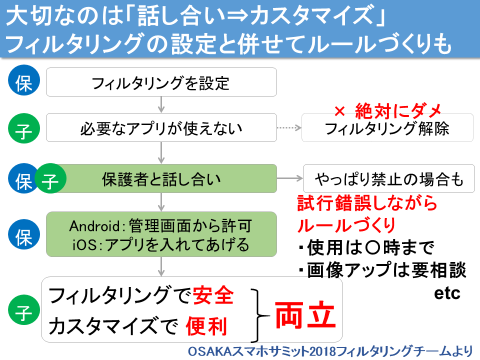 大切なのは「話し合い⇒カスタマイズ」
フィルタリングの設定と併せてルールづくりも
保
フィルタリングを設定
子
必要なアプリが使えない
× 絶対にダメ
フィルタリング解除
保 子
保護者と話し合い
やっぱり禁止の場合も
保
Android:管理画面から許可
iOS:アプリを入れてあげる
試行錯誤しながら
ルールづくり
・使用は〇時まで
・画像アップは要相談
etc
子
フィルタリングで安全
カスタマイズで 便利
両立
OSAKAスマホサミット2018フィルタリングチームより